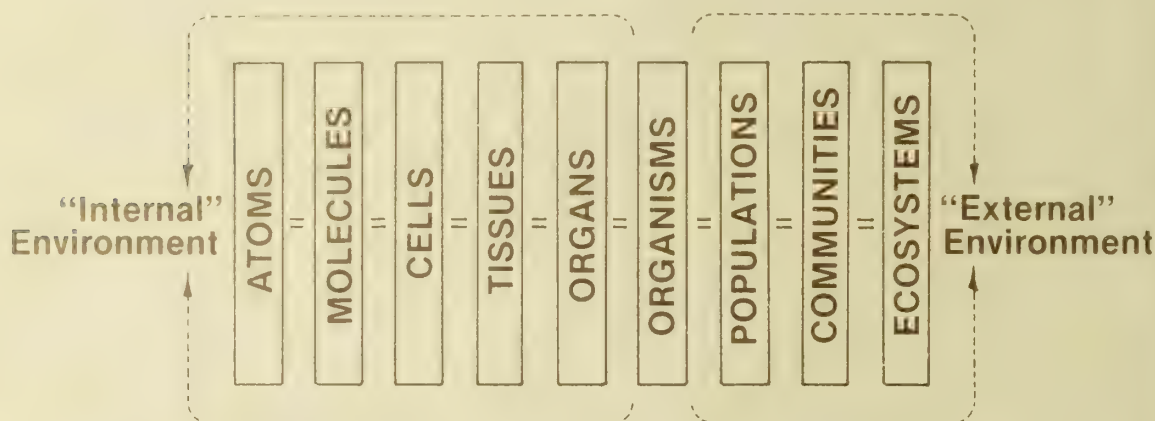 "Internal"
Environment
ATOMS
=
MOLECULES
=
CELLS
=
TISSUES
=
ORGANS
=
ORGANISMS
=
POPULATIONS
=
COMMUNITIES
=
ECOSYSTEMS
"External"
Environment